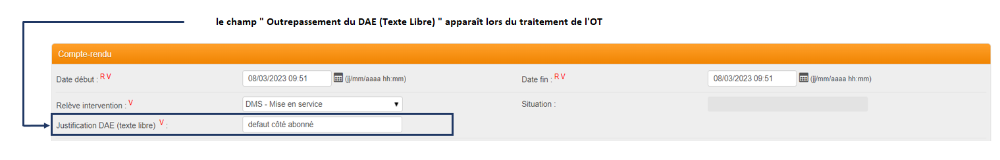 le champ " Outrepassement du DAE (Texte Libre) " apparaît lors du traitement de l'OT
Compte-rendu
Date début : R V 08/03/2023 09:51 (jj/mm/aaaa hh:mm) Date fin : R V 08/03/2023 09:51 (jj/mm/aaaa hh:mm)
Relève intervention : V DMS - Mise en service Situation :
Justification DAE (texte libre) V : defaut côté abonné